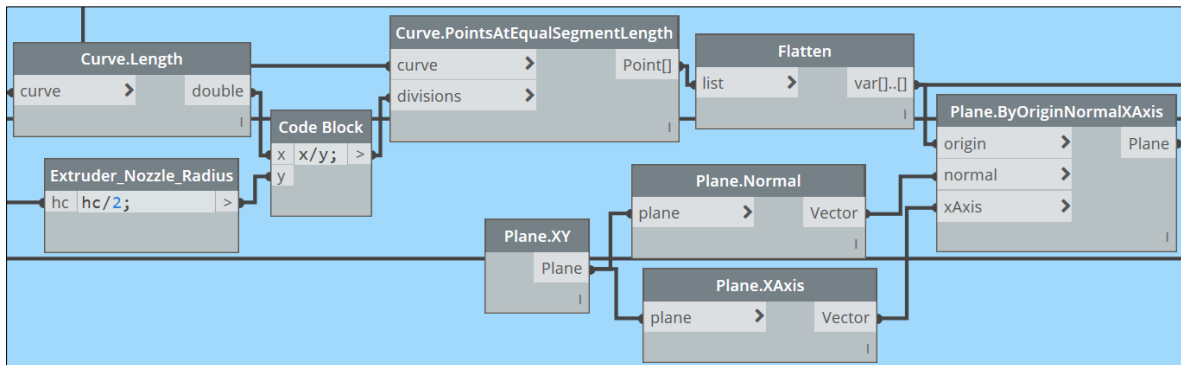 Curve.Length
curve > double
l
Extruder_Nozzle_Radius
hc hc/2; >
Code Block
x x/y; >
y
Curve.PointsAtEqualSegmentLength
curve > Point[]
divisions >
l
Flatten
list > var[]..[]
l
Plane.XY
Plane
l
Plane.Normal
plane > Vector
l
Plane.XAxis
plane > Vector
l
Plane.ByOriginNormalXAxis
origin > Plane
normal >
xAxis >
l